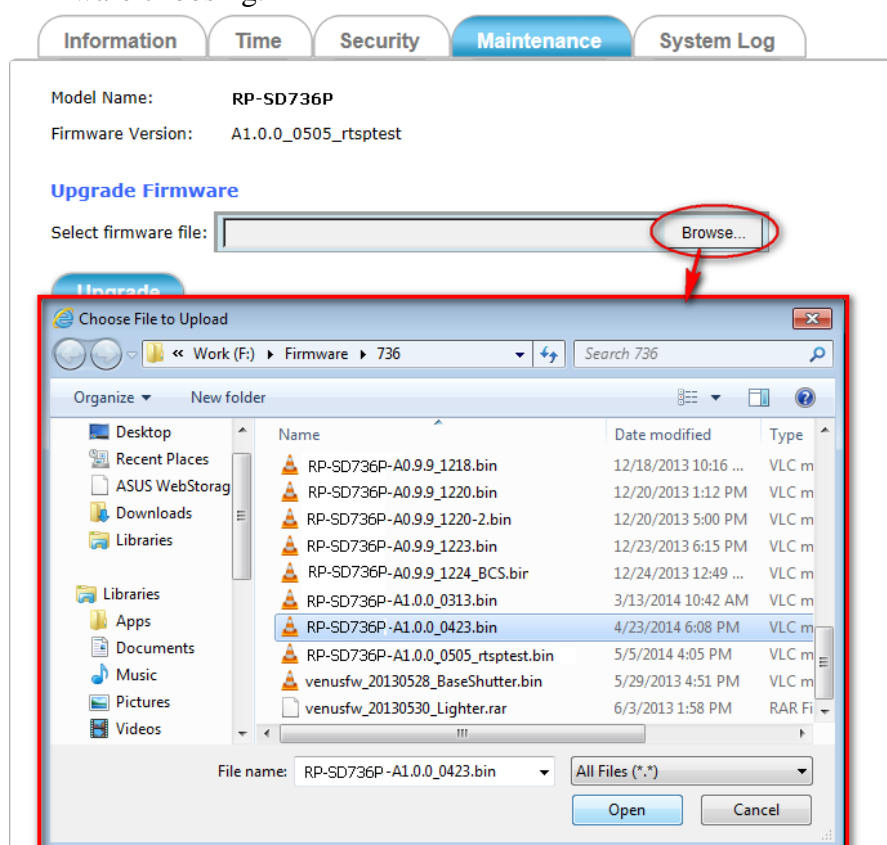 Information Time Security Maintenance System Log
Model Name: RP-SD736P
Firmware Version: A1.0.0_0505_rtsptest
Upgrade Firmware
Select firmware file: Browse...
Upgrade
Choose File to Upload
« Work (F:) Firmware 736 Search 736
Organize New folder
Name Date modified Type
Desktop
Recent Places
ASUS WebStorag
Downloads
Libraries
Libraries
Apps
Documents
Music
Pictures
Videos
RP-SD736P-A0.9.9_1218.bin 12/18/2013 10:16 ... VLC m
RP-SD736P-A0.9.9_1220.bin 12/20/2013 1:12 PM VLC m
RP-SD736P-A0.9.9_1220-2.bin 12/20/2013 5:00 PM VLC m
RP-SD736P-A0.9.9_1223.bin 12/23/2013 6:15 PM VLC m
RP-SD736P-A0.9.9_1224_BCS.bin 12/24/2013 12:49 ... VLC m
RP-SD736P-A1.0.0_0313.bin 3/13/2014 10:42 AM VLC m
RP-SD736P-A1.0.0_0423.bin 4/23/2014 6:08 PM VLC m
RP-SD736P-A1.0.0_0505_rtsptest.bin 5/5/2014 4:05 PM VLC m
venusfw_20130528_BaseShutter.bin 5/29/2013 4:51 PM VLC m
venusfw_20130530_Lighter.rar 6/3/2013 1:58 PM RAR Fi
File name: RP-SD736P-A1.0.0_0423.bin All Files (*.*)
Open Cancel